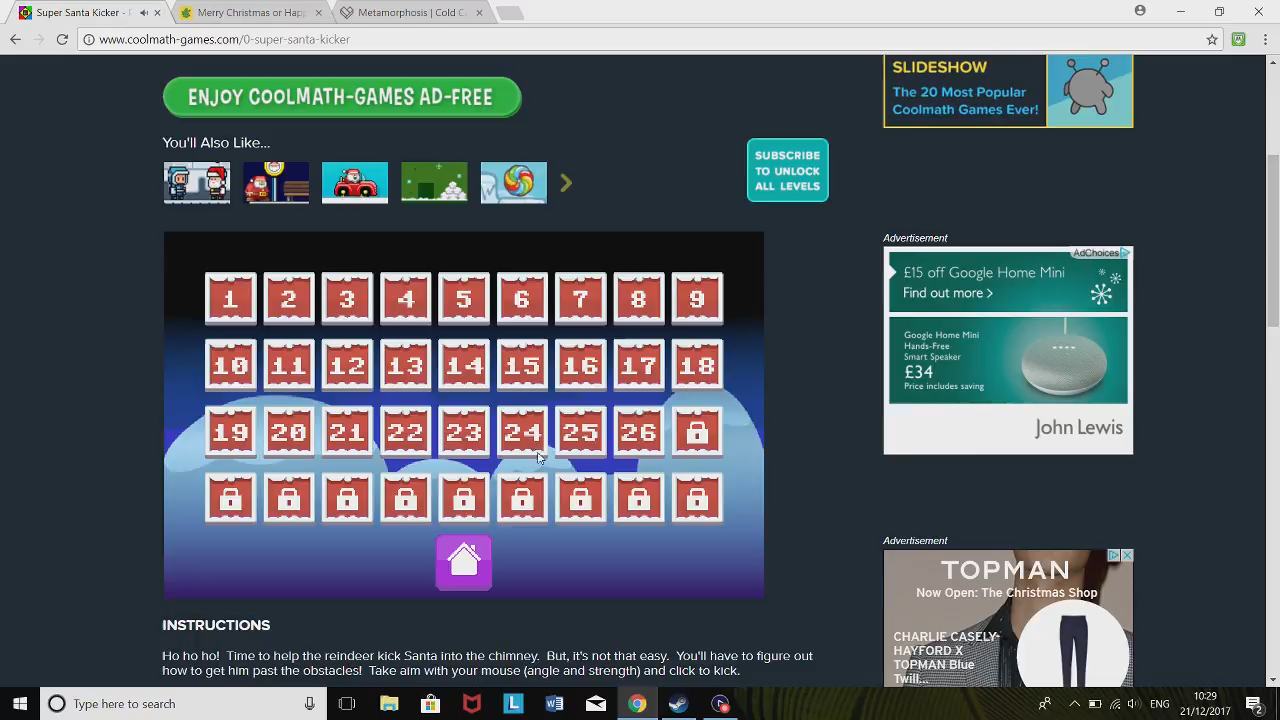 Super Santa Kicker -
Merry Christmas or Hap
Metamorphosis | Cold C
www.coolmath-games.com/0-super-santa-kicker
ENJOY COOLMATH-GAMES AD-FREE
SLIDESHOW
The 20 Most Popular
Coolmath Games Ever!
You'll Also Like...
SUBSCRIBE
TO UNLOCK
ALL LEVELS
Advertisement
AdChoices
£15 off Google Home Mini
Find out more >
Google Home Mini
Hands-Free
Smart Speaker
£34
Price includes saving
John Lewis
1 2 3 4 5 6 7 8 9
10 11 12 13 14 15 16 17 18
19 20 21 22 23 24 25 26
Advertisement
TOPMAN
Now Open: The Christmas Shop
CHARLIE CASELY-
HAYFORD X
TOPMAN Blue
Twill...
INSTRUCTIONS
Ho ho ho! Time to help the reindeer kick Santa into the chimney. But it's not that easy. You'll have to figure out
how to get him past the obstacles! Take aim with your mouse (angle and strength) and click to kick.
Type here to search
ENG
10:29
21/12/2017
2